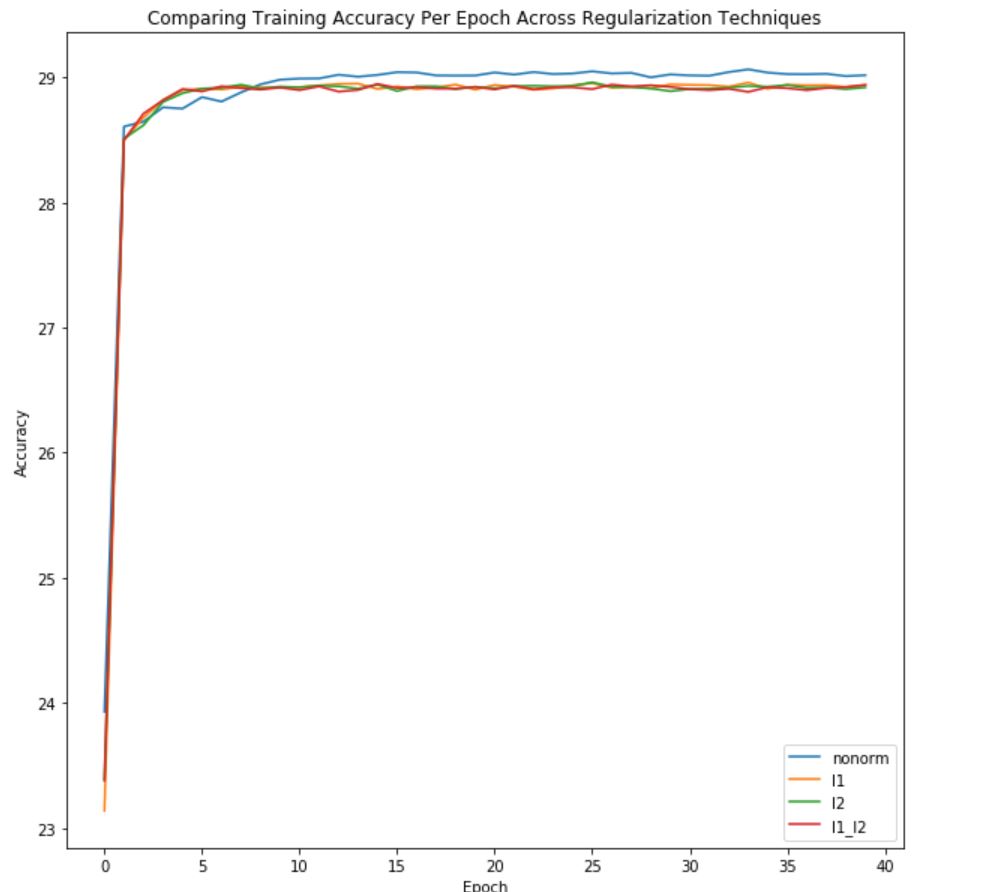 Comparing Training Accuracy Per Epoch Across Regularization Techniques
29
28
27
26
25
24
23
Accuracy
0 5 10 15 20 25 30 35 40
Epoch
nonorm
l1
l2
l1_l2